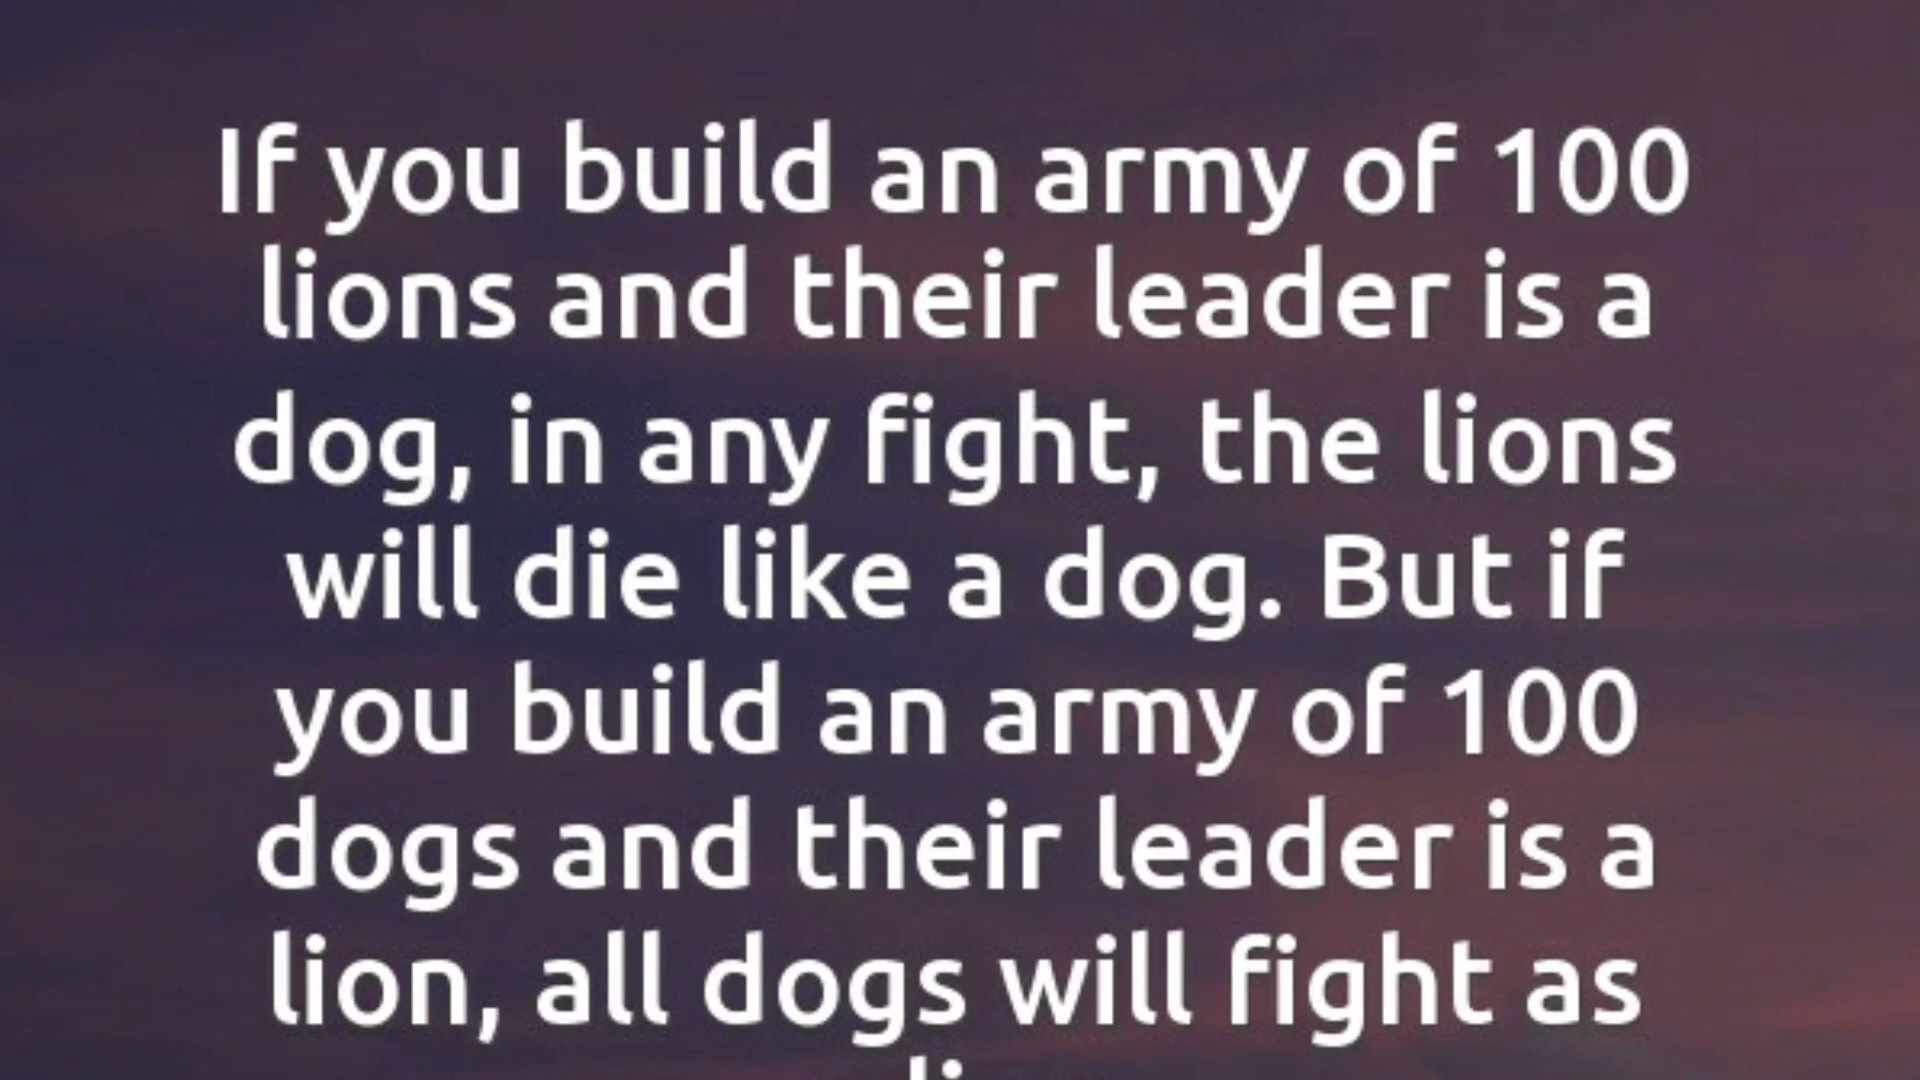 If you build an army of 100
lions and their leader is a
dog, in any fight, the lions
will die like a dog. But if
you build an army of 100
dogs and their leader is a
lion, all dogs will fight as